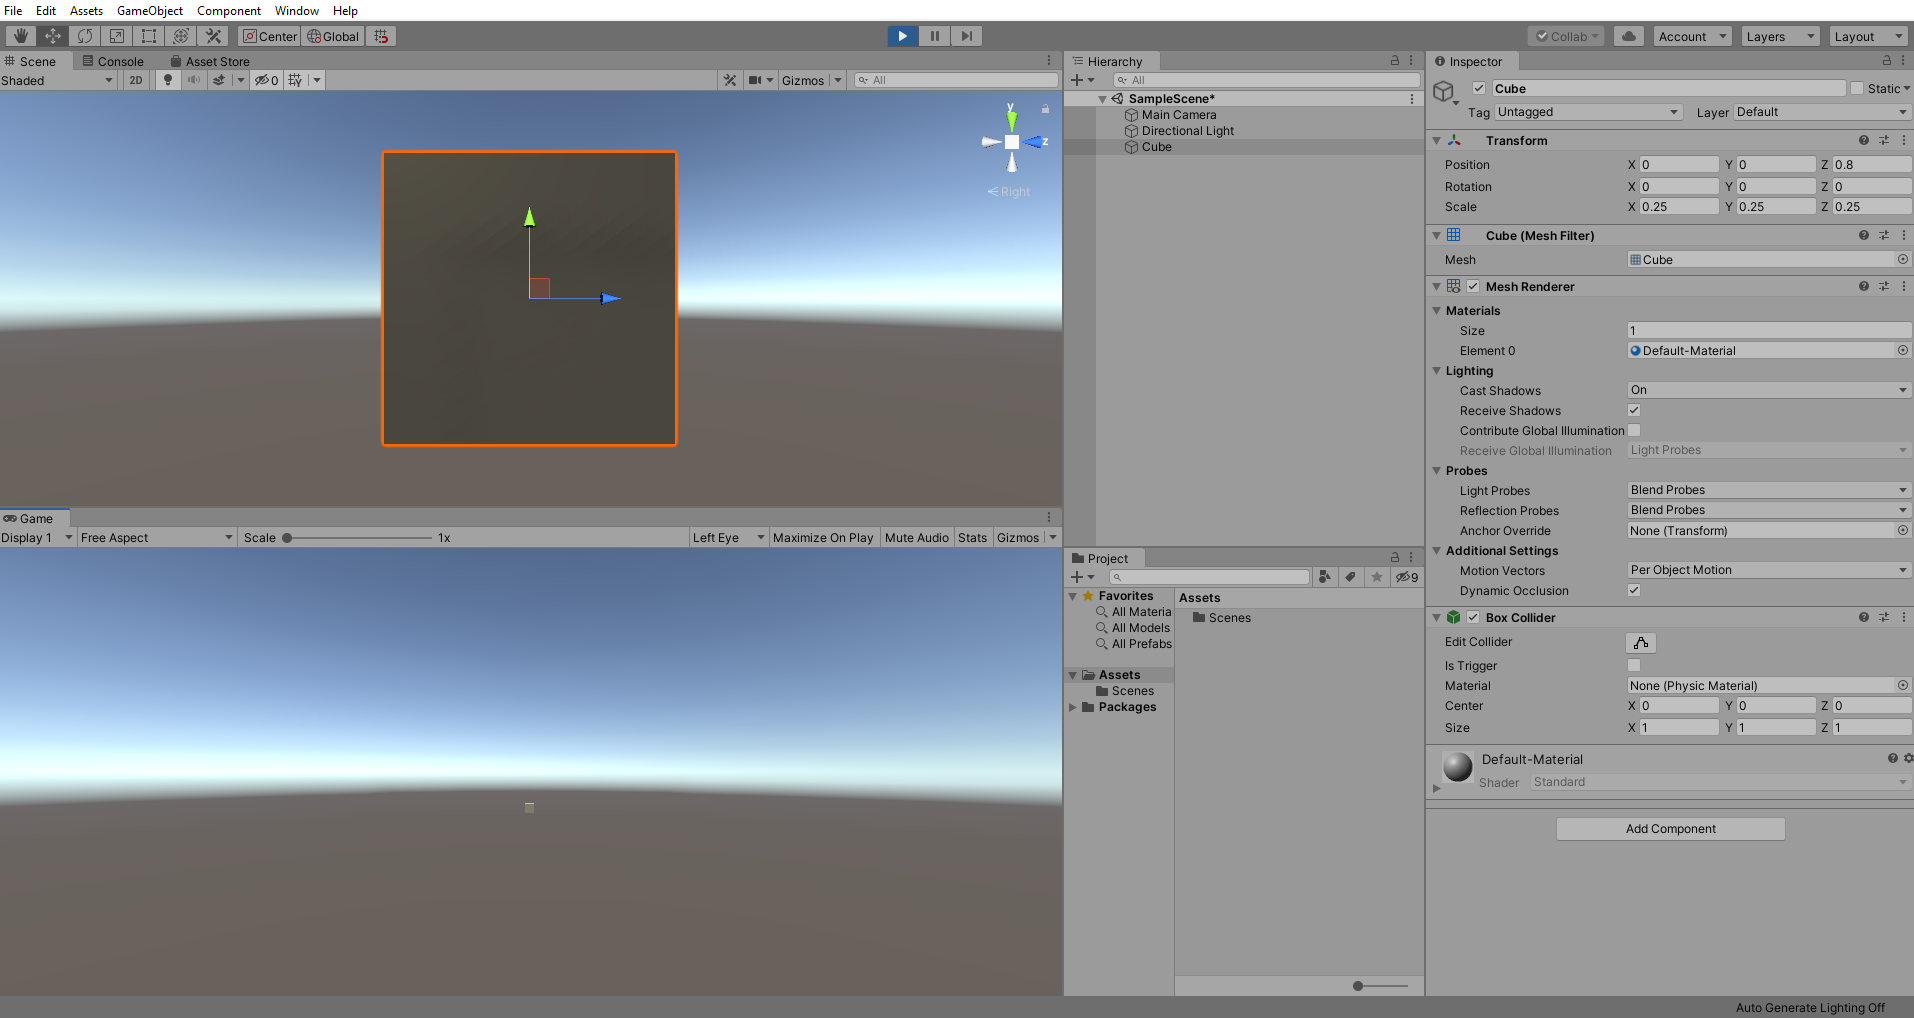 File Edit Assets GameObject Component Window Help
Center Global Collab Account Layers Layout
Scene Console Asset Store
Shaded 2D 0 Gizmos All
y
z
Right
Game
Display 1 Free Aspect Scale 1x Left Eye Maximize On Play Mute Audio Stats Gizmos
Hierarchy
All
SampleScene*
Main Camera
Directional Light
Cube
Project
9
Favorites
All Materia
All Models
All Prefabs
Assets
Scenes
Packages
Assets
Scenes
Inspector
Cube Static
Tag Untagged Layer Default
Transform
Position X 0 Y 0 Z 0.8
Rotation X 0 Y 0 Z 0
Scale X 0.25 Y 0.25 Z 0.25
Cube (Mesh Filter)
Mesh Cube
Mesh Renderer
Materials
Size 1
Element 0 Default-Material
Lighting
Cast Shadows On
Receive Shadows
Contribute Global Illumination
Receive Global Illumination Light Probes
Probes
Light Probes Blend Probes
Reflection Probes Blend Probes
Anchor Override None (Transform)
Additional Settings
Motion Vectors Per Object Motion
Dynamic Occlusion
Box Collider
Edit Collider
Is Trigger
Material None (Physic Material)
Center X 0 Y 0 Z 0
Size X 1 Y 1 Z 1
Default-Material
Shader Standard
Add Component
Auto Generate Lighting Off